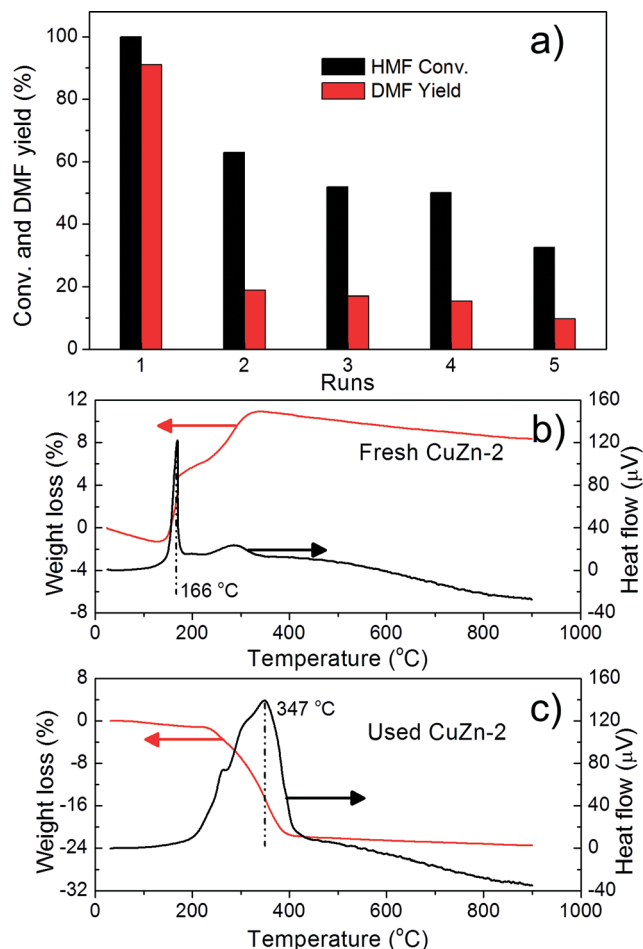 a)
HMF Conv.
DMF Yield
Conv. and DMF yield (%)
100
80
60
40
20
0
1 2 3 4 5
Runs
b)
Fresh CuZn-2
Weight loss (%)
12
8
4
0
-4
-8
Heat flow (μV)
160
120
80
40
0
-40
166 °C
0 200 400 600 800 1000
Temperature (°C)
c)
Used CuZn-2
Weight loss (%)
8
0
-8
-16
-24
-32
Heat flow (μV)
160
120
80
40
0
-40
347 °C
0 200 400 600 800 1000
Temperature (°C)